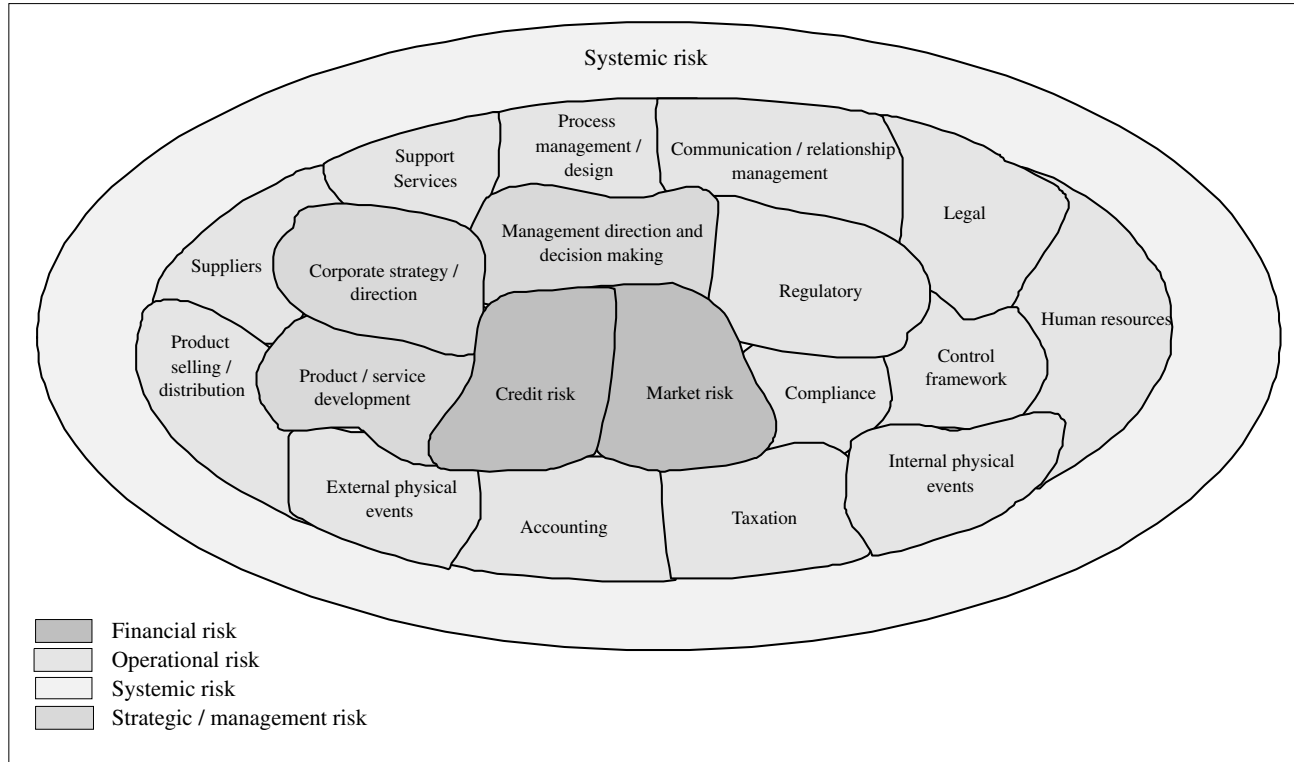 Systemic risk
Process
management /
design
Support
Services
Communication / relationship
management
Legal
Management direction and
decision making
Suppliers
Corporate strategy /
direction
Regulatory
Human resources
Product
selling /
distribution
Product / service
development
Credit risk
Market risk
Compliance
Control
framework
External physical
events
Accounting
Taxation
Internal physical
events
Financial risk
Operational risk
Systemic risk
Strategic / management risk